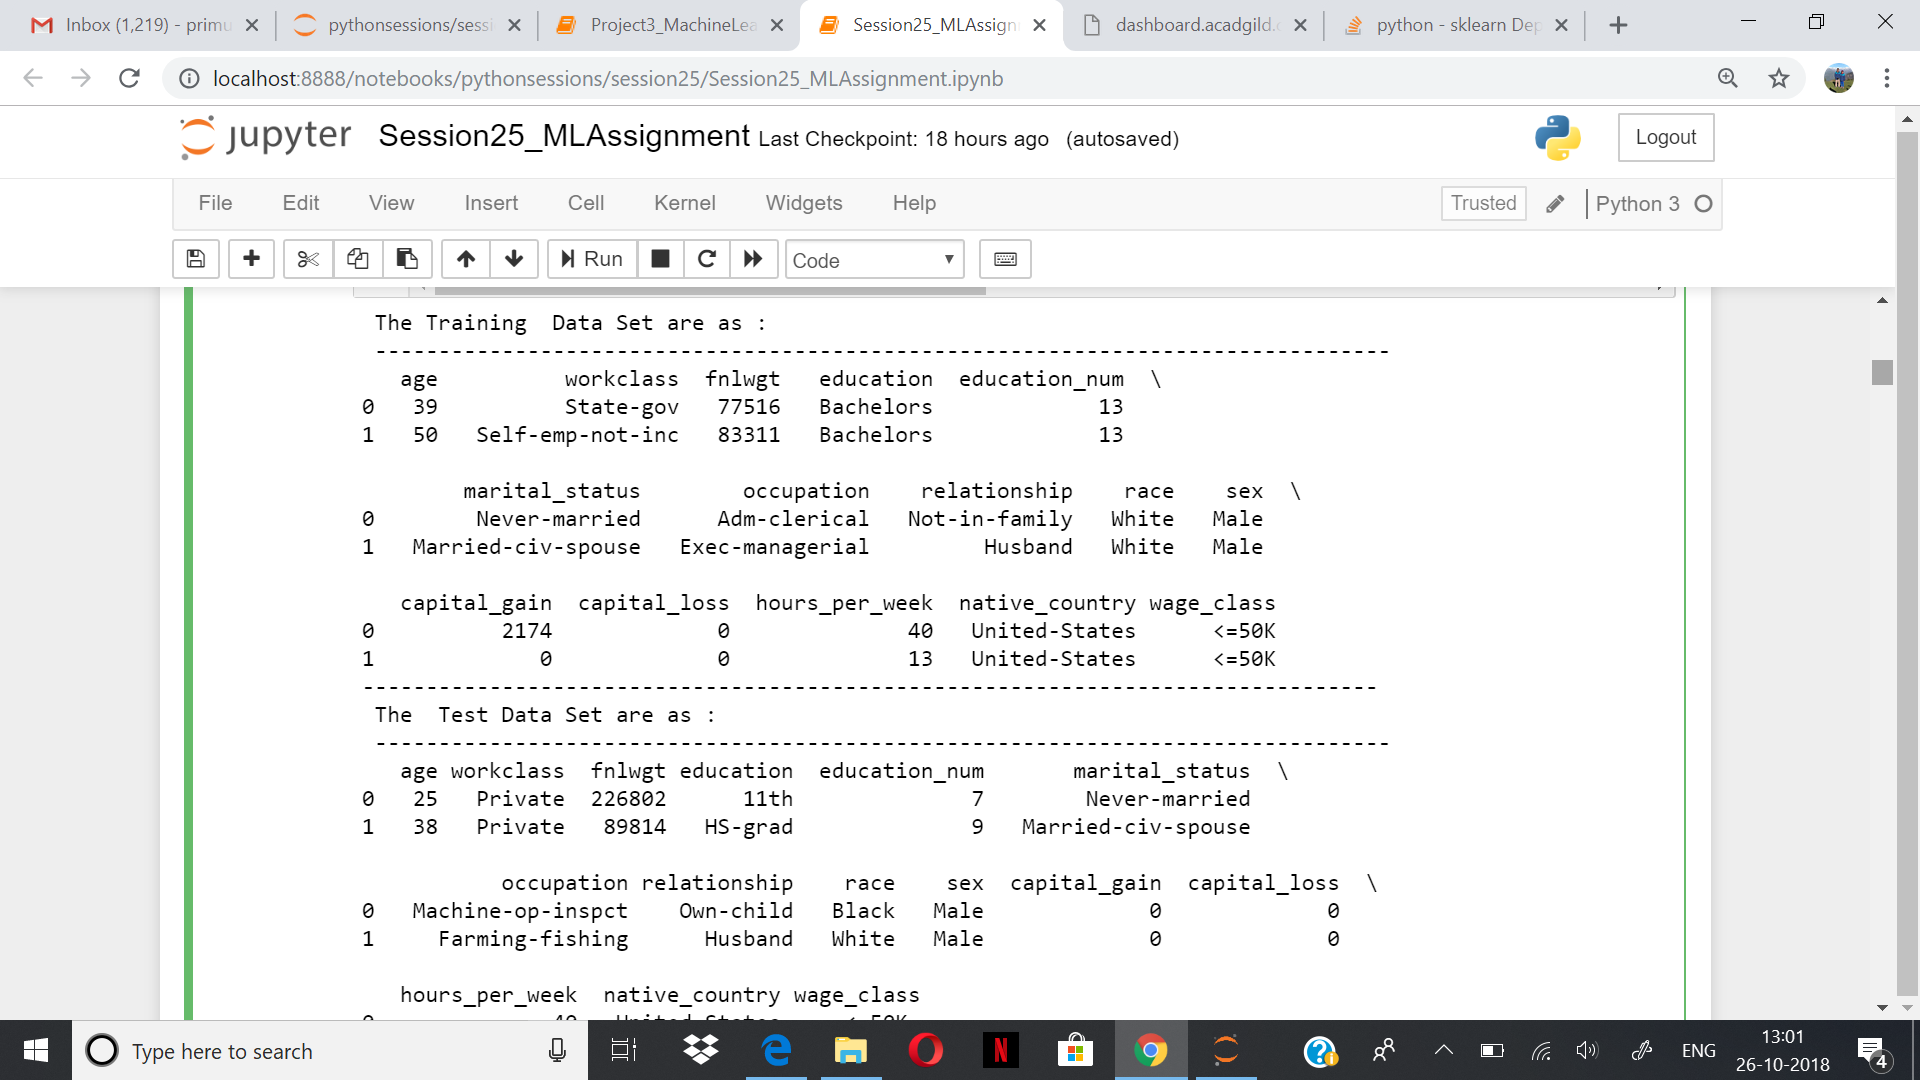 Inbox (1,219) - primu
pythonsessions/sessi
Project3_MachineLea
Session25_MLAssign
dashboard.acadgild.c
python - sklearn Dep
localhost:8888/notebooks/pythonsessions/session25/Session25_MLAssignment.ipynb
jupyter Session25_MLAssignment Last Checkpoint: 18 hours ago (autosaved)
Logout
File Edit View Insert Cell Kernel Widgets Help
Trusted Python 3
Run Code
The Training  Data Set are as :
--------------------------------------------------------------------------------
age workclass fnlwgt education education_num \
0 39 State-gov 77516 Bachelors 13
1 50 Self-emp-not-inc 83311 Bachelors 13
marital_status occupation relationship race sex \
0 Never-married Adm-clerical Not-in-family White Male
1 Married-civ-spouse Exec-managerial Husband White Male
capital_gain capital_loss hours_per_week native_country wage_class
0 2174 0 40 United-States <=50K
1 0 0 13 United-States <=50K
--------------------------------------------------------------------------------
The  Test Data Set are as :
--------------------------------------------------------------------------------
age workclass fnlwgt education education_num marital_status \
0 25 Private 226802 11th 7 Never-married
1 38 Private 89814 HS-grad 9 Married-civ-spouse
occupation relationship race sex capital_gain capital_loss \
0 Machine-op-inspct Own-child Black Male 0 0
1 Farming-fishing Husband White Male 0 0
hours_per_week native_country wage_class
Type here to search
ENG
13:01
26-10-2018
4